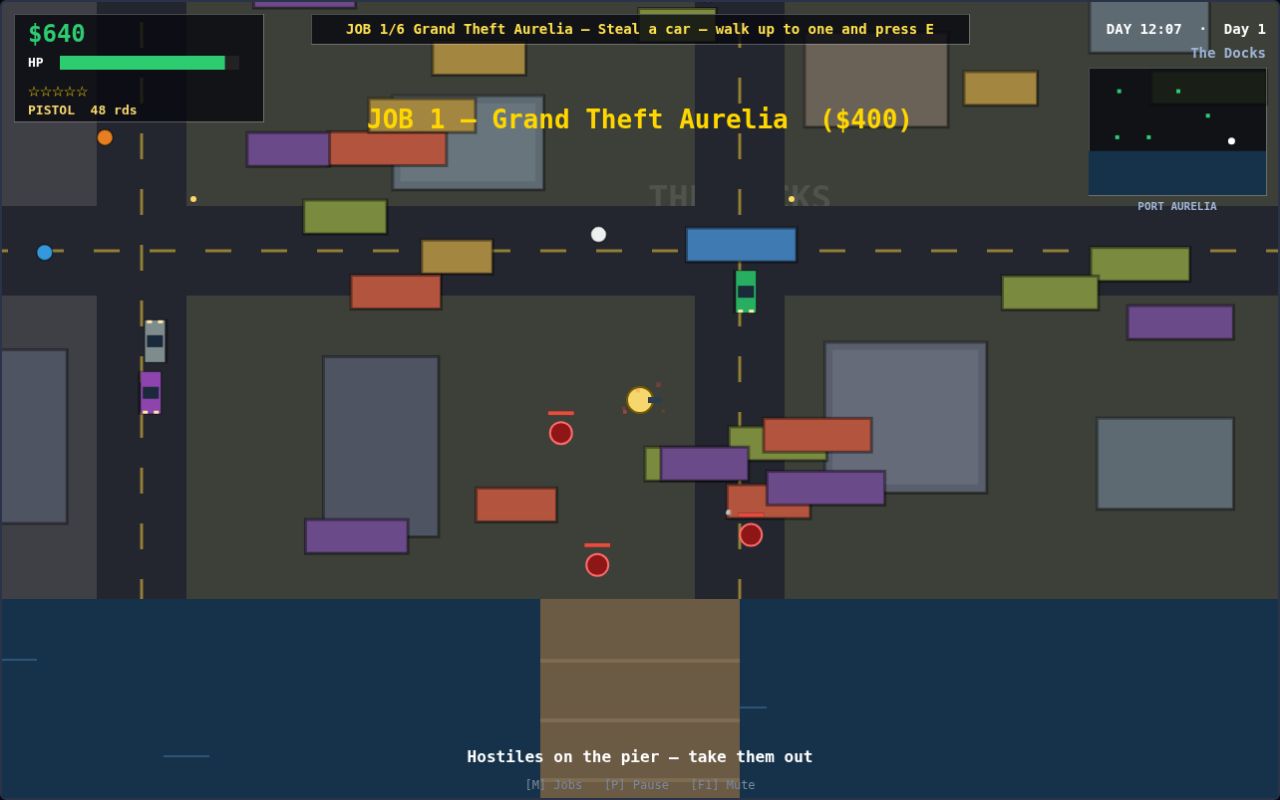 $640
HP
☆☆☆☆☆
PISTOL 48 rds
JOB 1/6 Grand Theft Aurelia — Steal a car — walk up to one and press E
DAY 12:07 · Day 1
The Docks
JOB 1 — Grand Theft Aurelia ($400)
THE DOCKS
PORT AURELIA
Hostiles on the pier — take them out
[M] Jobs [P] Pause [F1] Mute